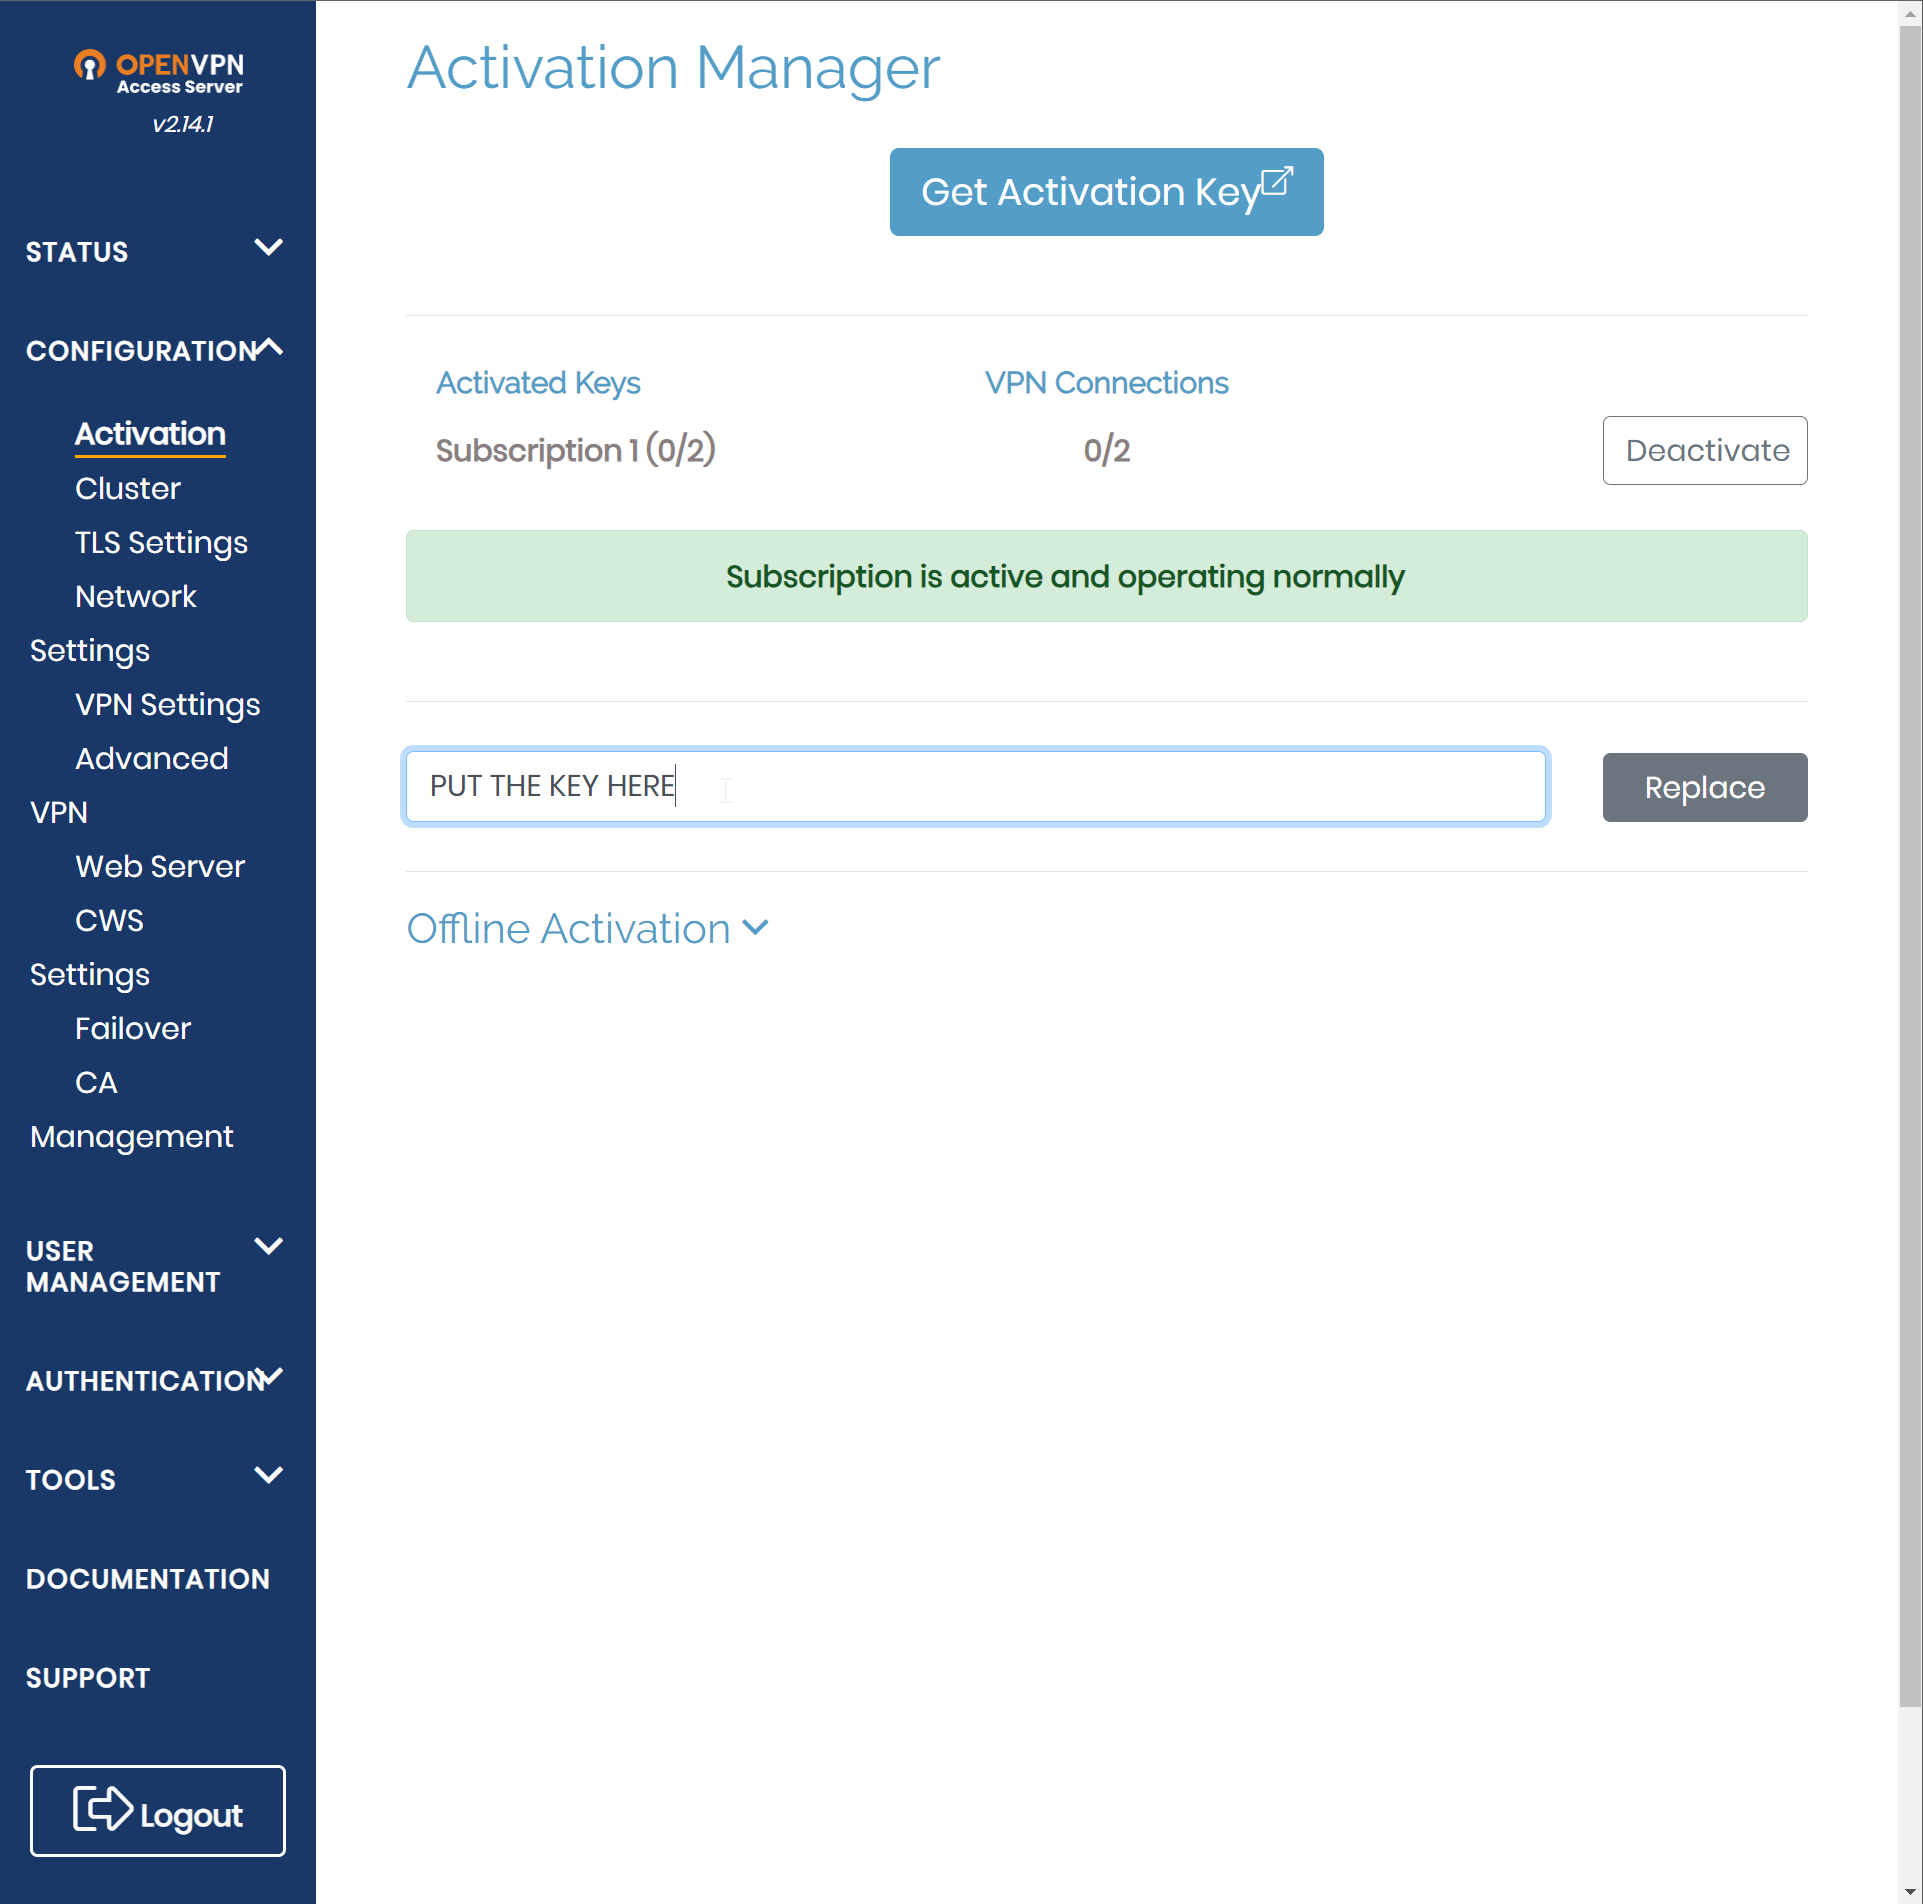 OPENVPN
Access Server
v2.14.1
STATUS
CONFIGURATION
Activation
Cluster
TLS Settings
Network
Settings
VPN Settings
Advanced
VPN
Web Server
CWS
Settings
Failover
CA
Management
USER
MANAGEMENT
AUTHENTICATION
TOOLS
DOCUMENTATION
SUPPORT
Logout
Activation Manager
Get Activation Key
Activated Keys VPN Connections
Subscription 1 (0/2) 0/2 Deactivate
Subscription is active and operating normally
PUT THE KEY HERE Replace
Offline Activation